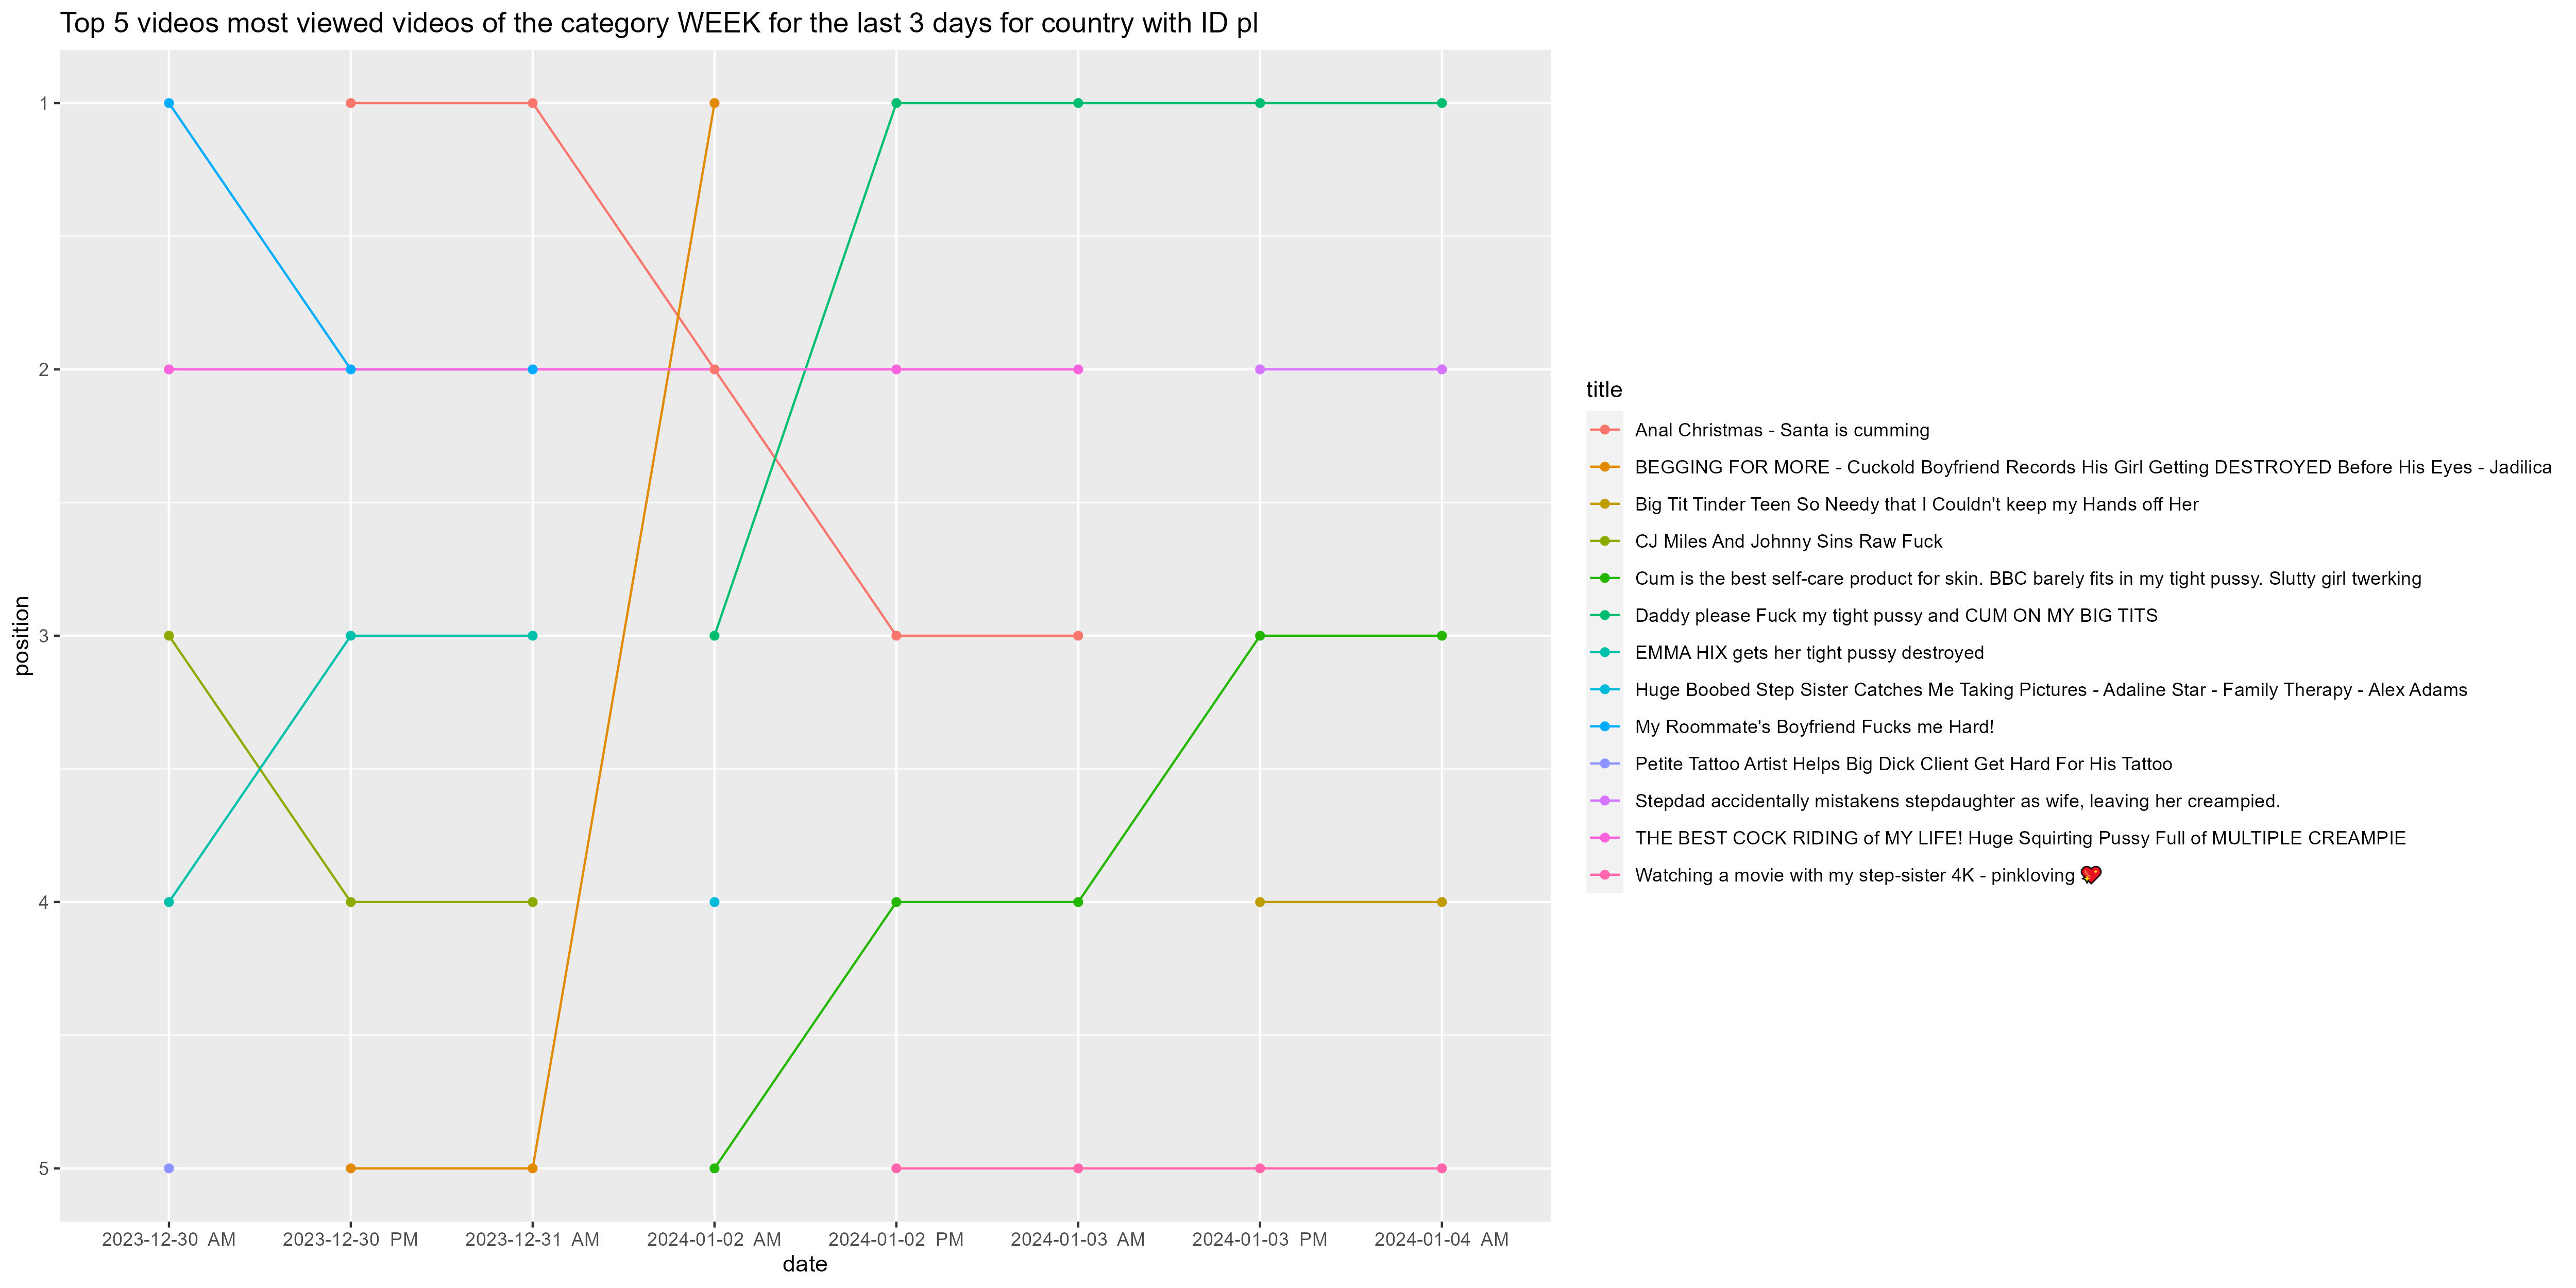 Top 5 videos most viewed videos of the category WEEK for the last 3 days for country with ID pl
position
1
2
3
4
5
2023-12-30 AM
2023-12-30 PM
2023-12-31 AM
2024-01-02 AM
2024-01-02 PM
2024-01-03 AM
2024-01-03 PM
2024-01-04 AM
date
title
Anal Christmas - Santa is cumming
BEGGING FOR MORE - Cuckold Boyfriend Records His Girl Getting DESTROYED Before His Eyes - Jadilica
Big Tit Tinder Teen So Needy that I Couldn't keep my Hands off Her
CJ Miles And Johnny Sins Raw Fuck
Cum is the best self-care product for skin. BBC barely fits in my tight pussy. Slutty girl twerking
Daddy please Fuck my tight pussy and CUM ON MY BIG TITS
EMMA HIX gets her tight pussy destroyed
Huge Boobed Step Sister Catches Me Taking Pictures - Adaline Star - Family Therapy - Alex Adams
My Roommate's Boyfriend Fucks me Hard!
Petite Tattoo Artist Helps Big Dick Client Get Hard For His Tattoo
Stepdad accidentally mistakens stepdaughter as wife, leaving her creampied.
THE BEST COCK RIDING of MY LIFE! Huge Squirting Pussy Full of MULTIPLE CREAMPIE
Watching a movie with my step-sister 4K - pinkloving 💖